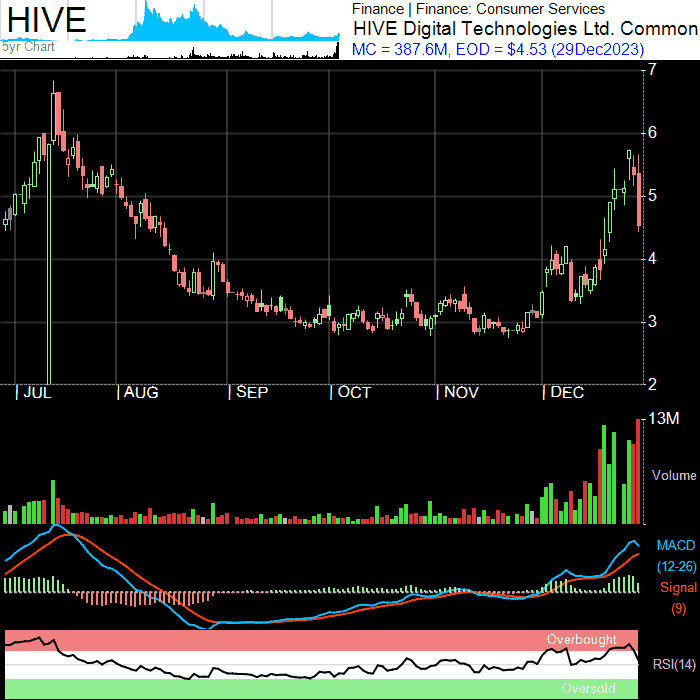 HIVE
5yr Chart
Finance | Finance: Consumer Services
HIVE Digital Technologies Ltd. Common
MC = 387.6M, EOD = $4.53 (29Dec2023)
7
6
5
4
3
2
JUL AUG SEP OCT NOV DEC
13M
Volume
MACD
(12-26)
Signal
(9)
Overbought
RSI(14)
Oversold